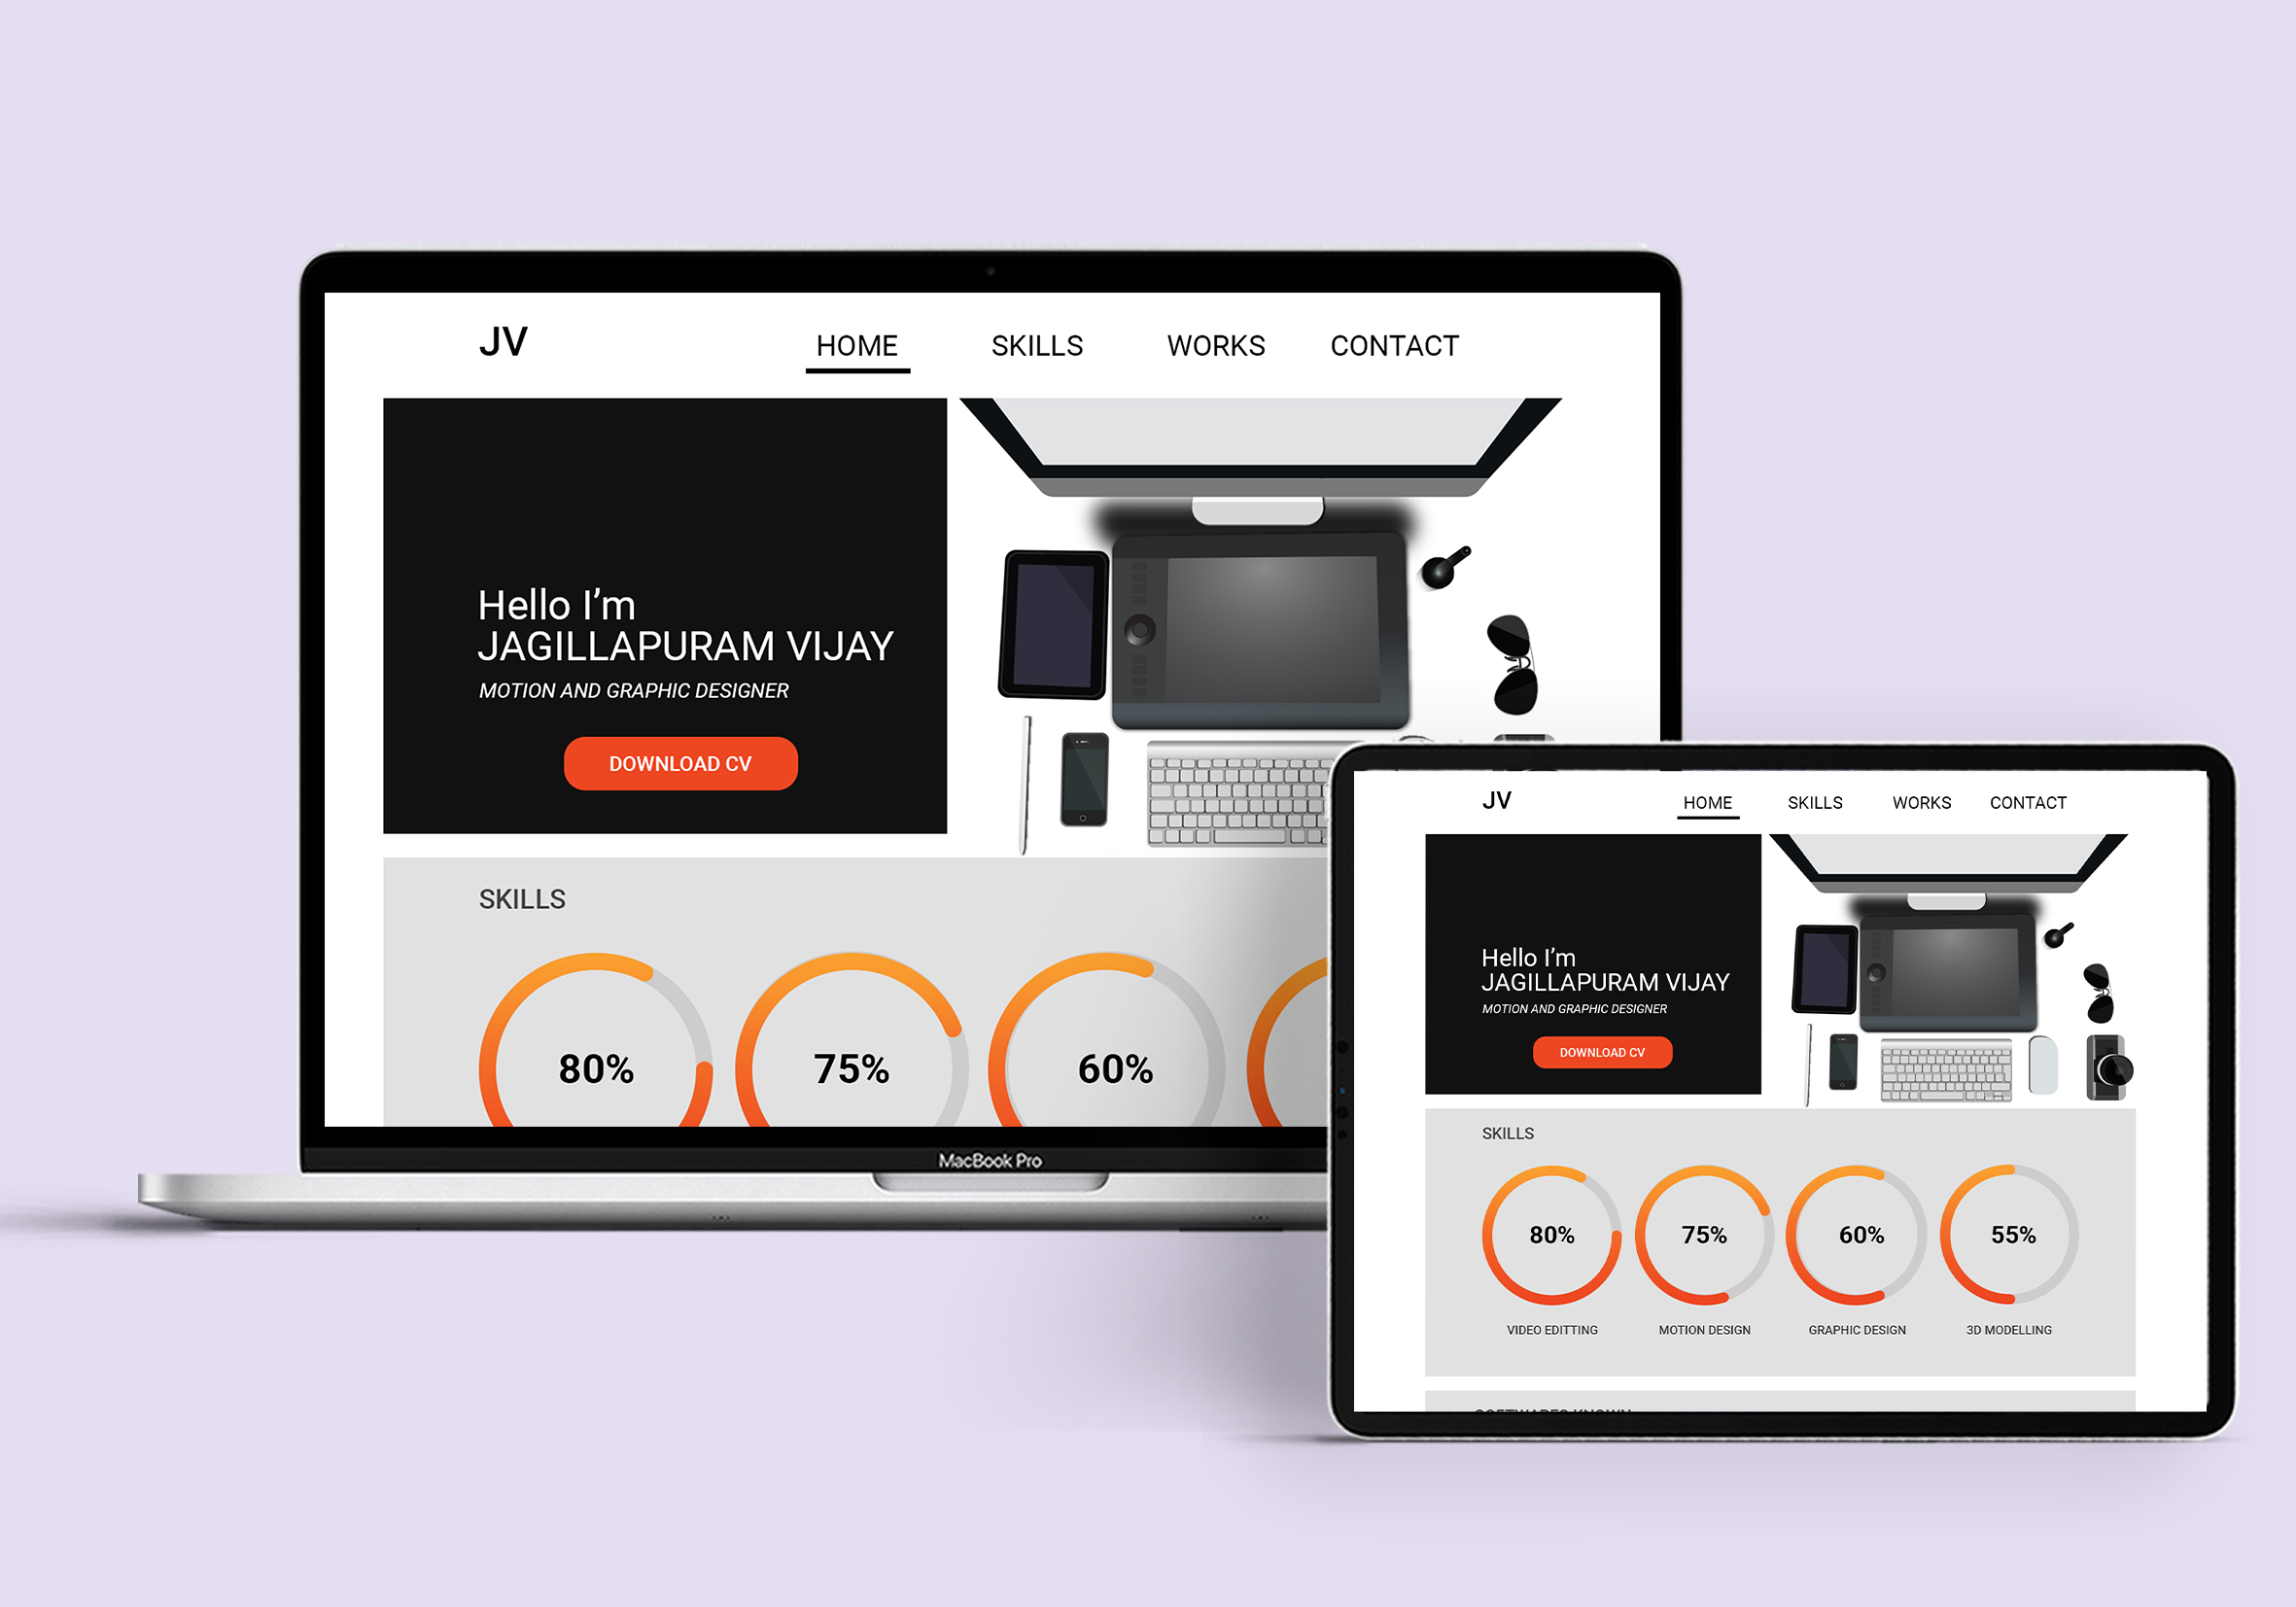 JV HOME SKILLS WORKS CONTACT
Hello I’m
JAGILLAPURAM VIJAY
MOTION AND GRAPHIC DESIGNER
DOWNLOAD CV
SKILLS
80% 75% 60%
MacBook Pro
JV HOME SKILLS WORKS CONTACT
Hello I’m
JAGILLAPURAM VIJAY
MOTION AND GRAPHIC DESIGNER
DOWNLOAD CV
SKILLS
80% 75% 60% 55%
VIDEO EDITTING MOTION DESIGN GRAPHIC DESIGN 3D MODELLING
SOFTWARES KNOWN